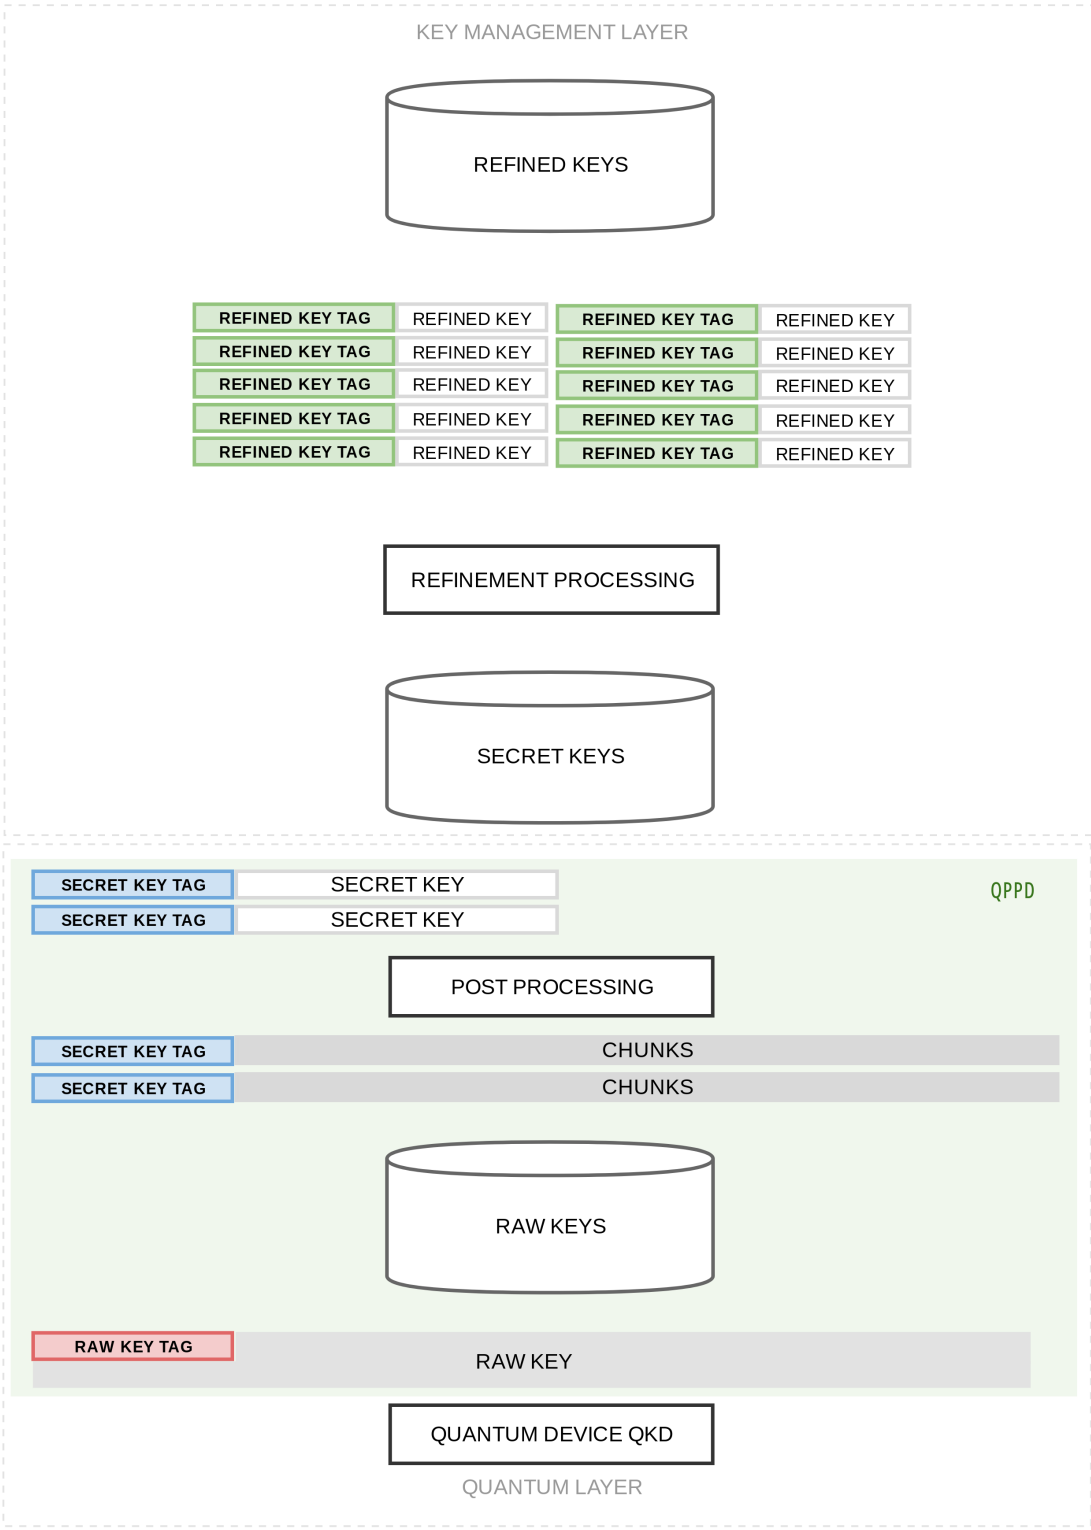 KEY MANAGEMENT LAYER
REFINED KEYS
REFINED KEY TAG REFINED KEY REFINED KEY TAG REFINED KEY
REFINED KEY TAG REFINED KEY REFINED KEY TAG REFINED KEY
REFINED KEY TAG REFINED KEY REFINED KEY TAG REFINED KEY
REFINED KEY TAG REFINED KEY REFINED KEY TAG REFINED KEY
REFINED KEY TAG REFINED KEY REFINED KEY TAG REFINED KEY
REFINEMENT PROCESSING
SECRET KEYS
SECRET KEY TAG SECRET KEY QPPD
SECRET KEY TAG SECRET KEY
POST PROCESSING
SECRET KEY TAG CHUNKS
SECRET KEY TAG CHUNKS
RAW KEYS
RAW KEY TAG
RAW KEY
QUANTUM DEVICE QKD
QUANTUM LAYER